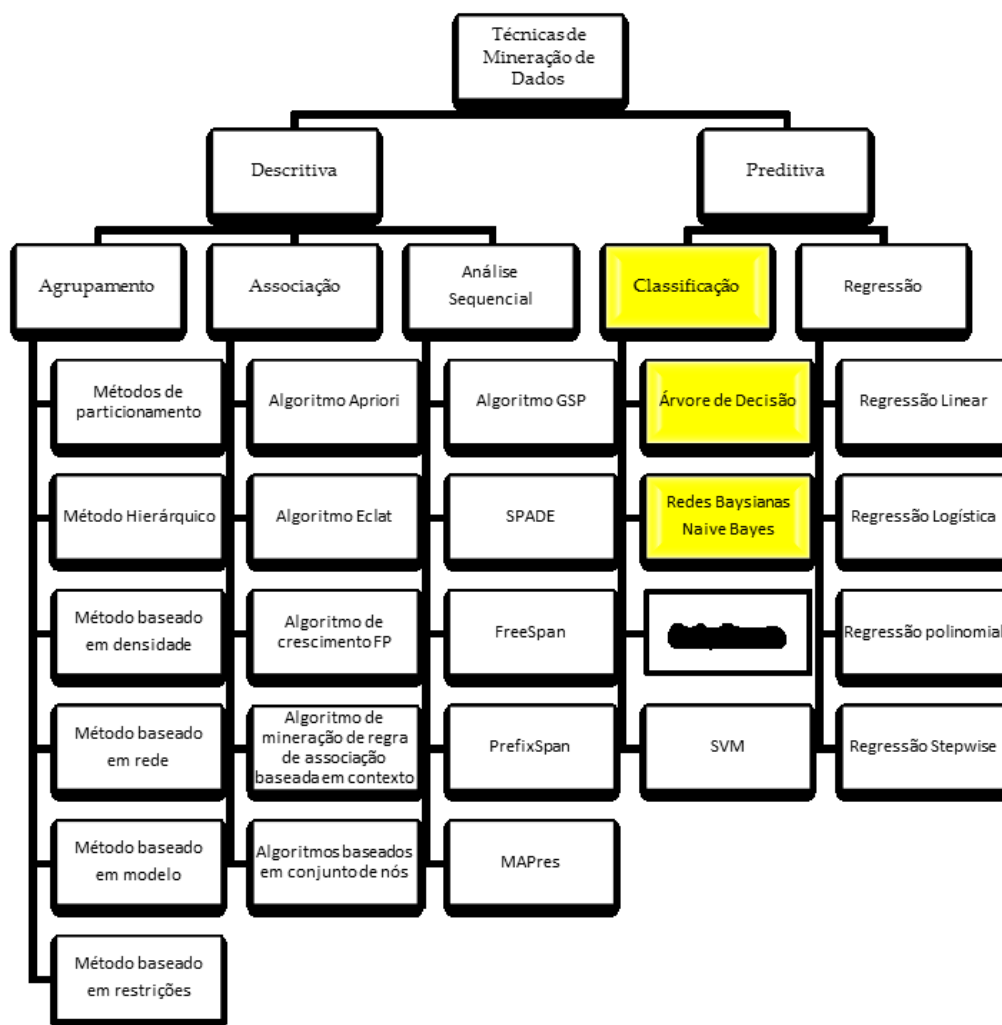 Técnicas de
Mineração de
Dados
Descritiva
Preditiva
Agrupamento
Associação
Análise
Sequencial
Classificação
Regressão
Métodos de
particionamento
Algoritmo Apriori
Algoritmo GSP
Árvore de Decisão
Regressão Linear
Método Hierárquico
Algoritmo Eclat
SPADE
Redes Baysianas
Naive Bayes
Regressão Logística
Método baseado
em densidade
Algoritmo de
crescimento FP
FreeSpan
Regressão polinomial
Método baseado
em rede
Algoritmo de
mineração de regra
de associação
baseada em contexto
PrefixSpan
SVM
Regressão Stepwise
Método baseado
em modelo
Algoritmos baseados
em conjunto de nós
MAPres
Método baseado
em restrições